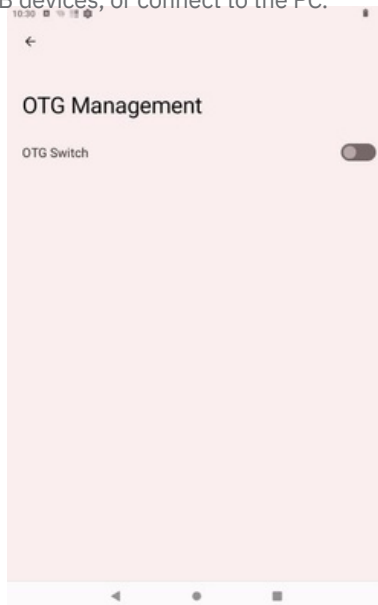 B devices, or connect to the PC.
10:30
OTG Management
OTG Switch